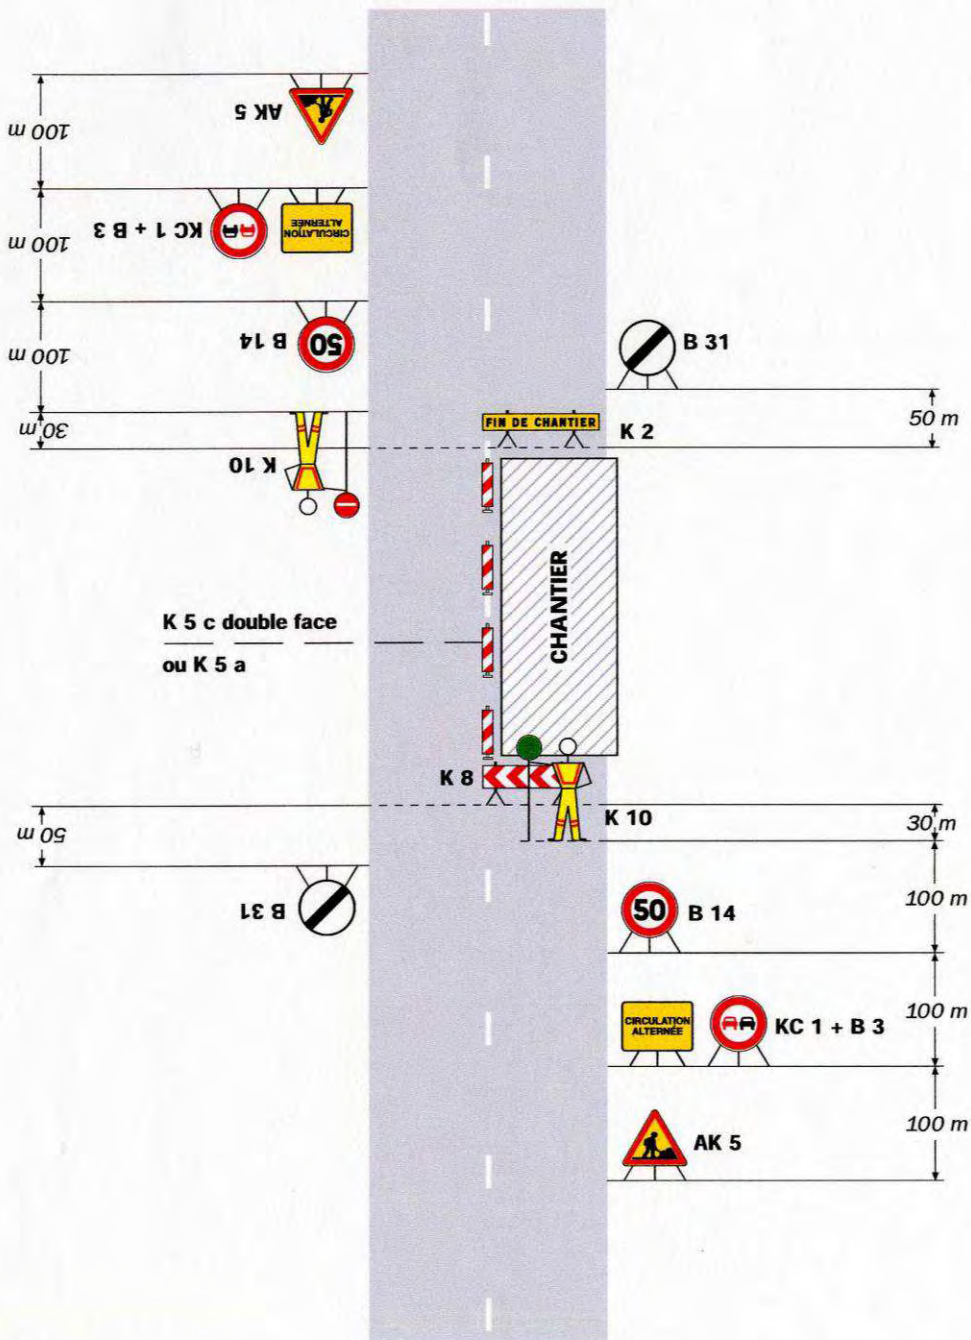 100 m
AK 5
100 m
KC 1 + B 3
CIRCULATION
ALTERNÉE
100 m
B 14
50
B 31
50 m
30 m
K 10
FIN DE CHANTIER
K 2
CHANTIER
K 5 c double face
ou K 5 a
K 8
K 10
30 m
50 m
B 31
100 m
50
B 14
100 m
CIRCULATION
ALTERNÉE
KC 1 + B 3
100 m
AK 5